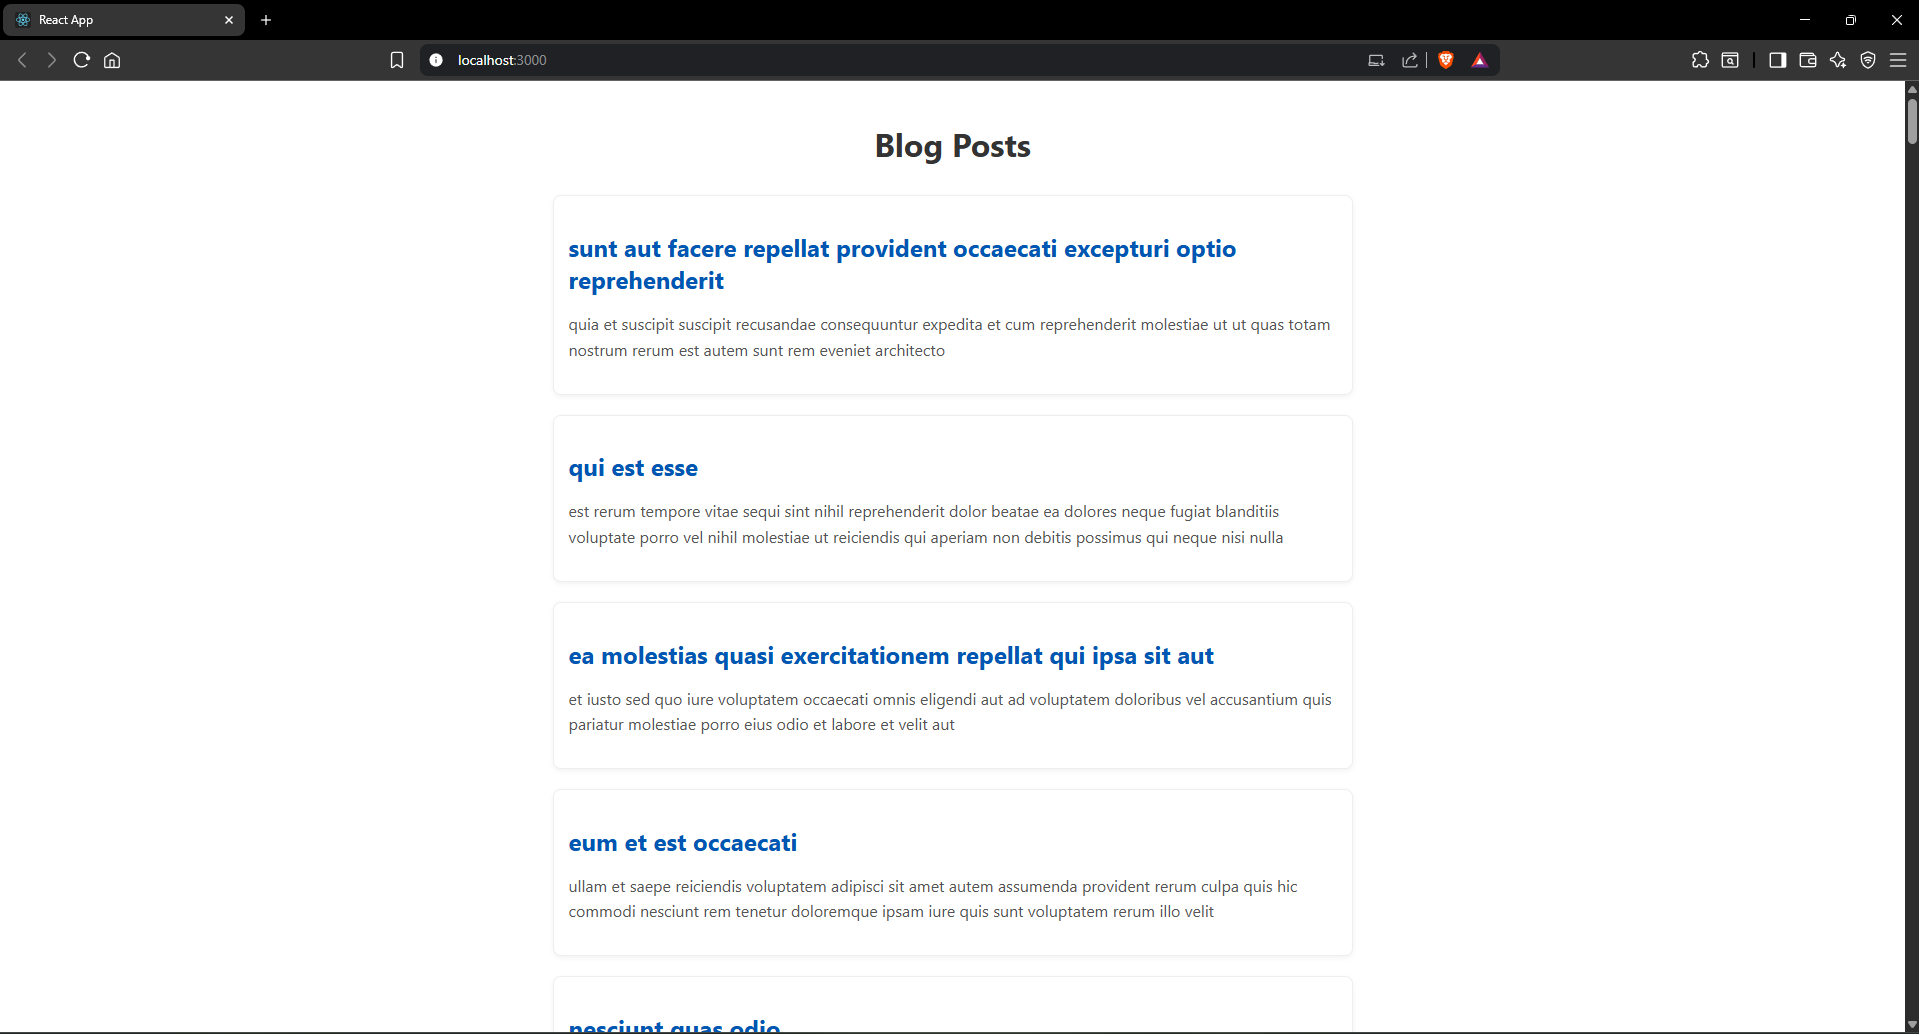 React App
localhost:3000
Blog Posts
sunt aut facere repellat provident occaecati excepturi optio
reprehenderit
quia et suscipit suscipit recusandae consequuntur expedita et cum reprehenderit molestiae ut ut quas totam
nostrum rerum est autem sunt rem eveniet architecto
qui est esse
est rerum tempore vitae sequi sint nihil reprehenderit dolor beatae ea dolores neque fugiat blanditiis
voluptate porro vel nihil molestiae ut reiciendis qui aperiam non debitis possimus qui neque nisi nulla
ea molestias quasi exercitationem repellat qui ipsa sit aut
et iusto sed quo iure voluptatem occaecati omnis eligendi aut ad voluptatem doloribus vel accusantium quis
pariatur molestiae porro eius odio et labore et velit aut
eum et est occaecati
ullam et saepe reiciendis voluptatem adipisci sit amet autem assumenda provident rerum culpa quis hic
commodi nesciunt rem tenetur doloremque ipsam iure quis sunt voluptatem rerum illo velit
nesciunt quas odio